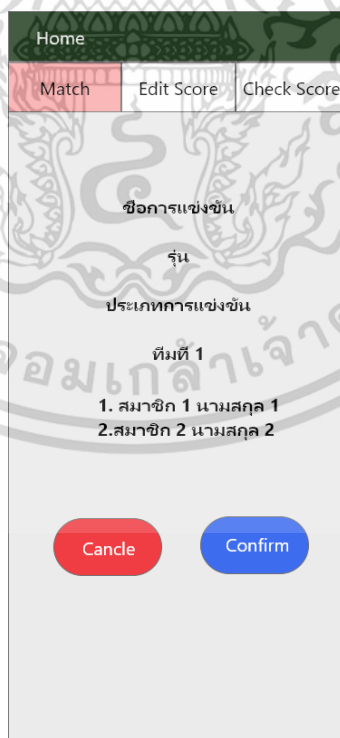 Home
Match Edit Score Check Score
ชื่อการแข่งขัน
รุ่น
ประเภทการแข่งขัน
ทีมที่ 1
1. สมาชิก 1 นามสกุล 1
2.สมาชิก 2 นามสกุล 2
Cancle Confirm